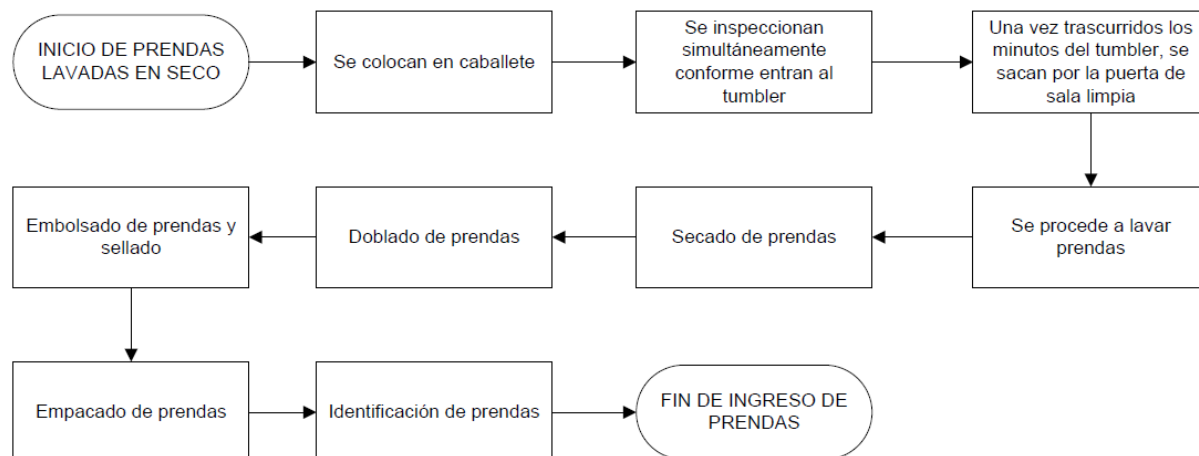 INICIO DE PRENDAS
LAVADAS EN SECO
Se colocan en caballete
Se inspeccionan
simultáneamente
conforme entran al
tumbler
Una vez trascurridos los
minutos del tumbler, se
sacan por la puerta de
sala limpia
Se procede a lavar
prendas
Secado de prendas
Doblado de prendas
Embolsado de prendas y
sellado
Empacado de prendas
Identificación de prendas
FIN DE INGRESO DE
PRENDAS